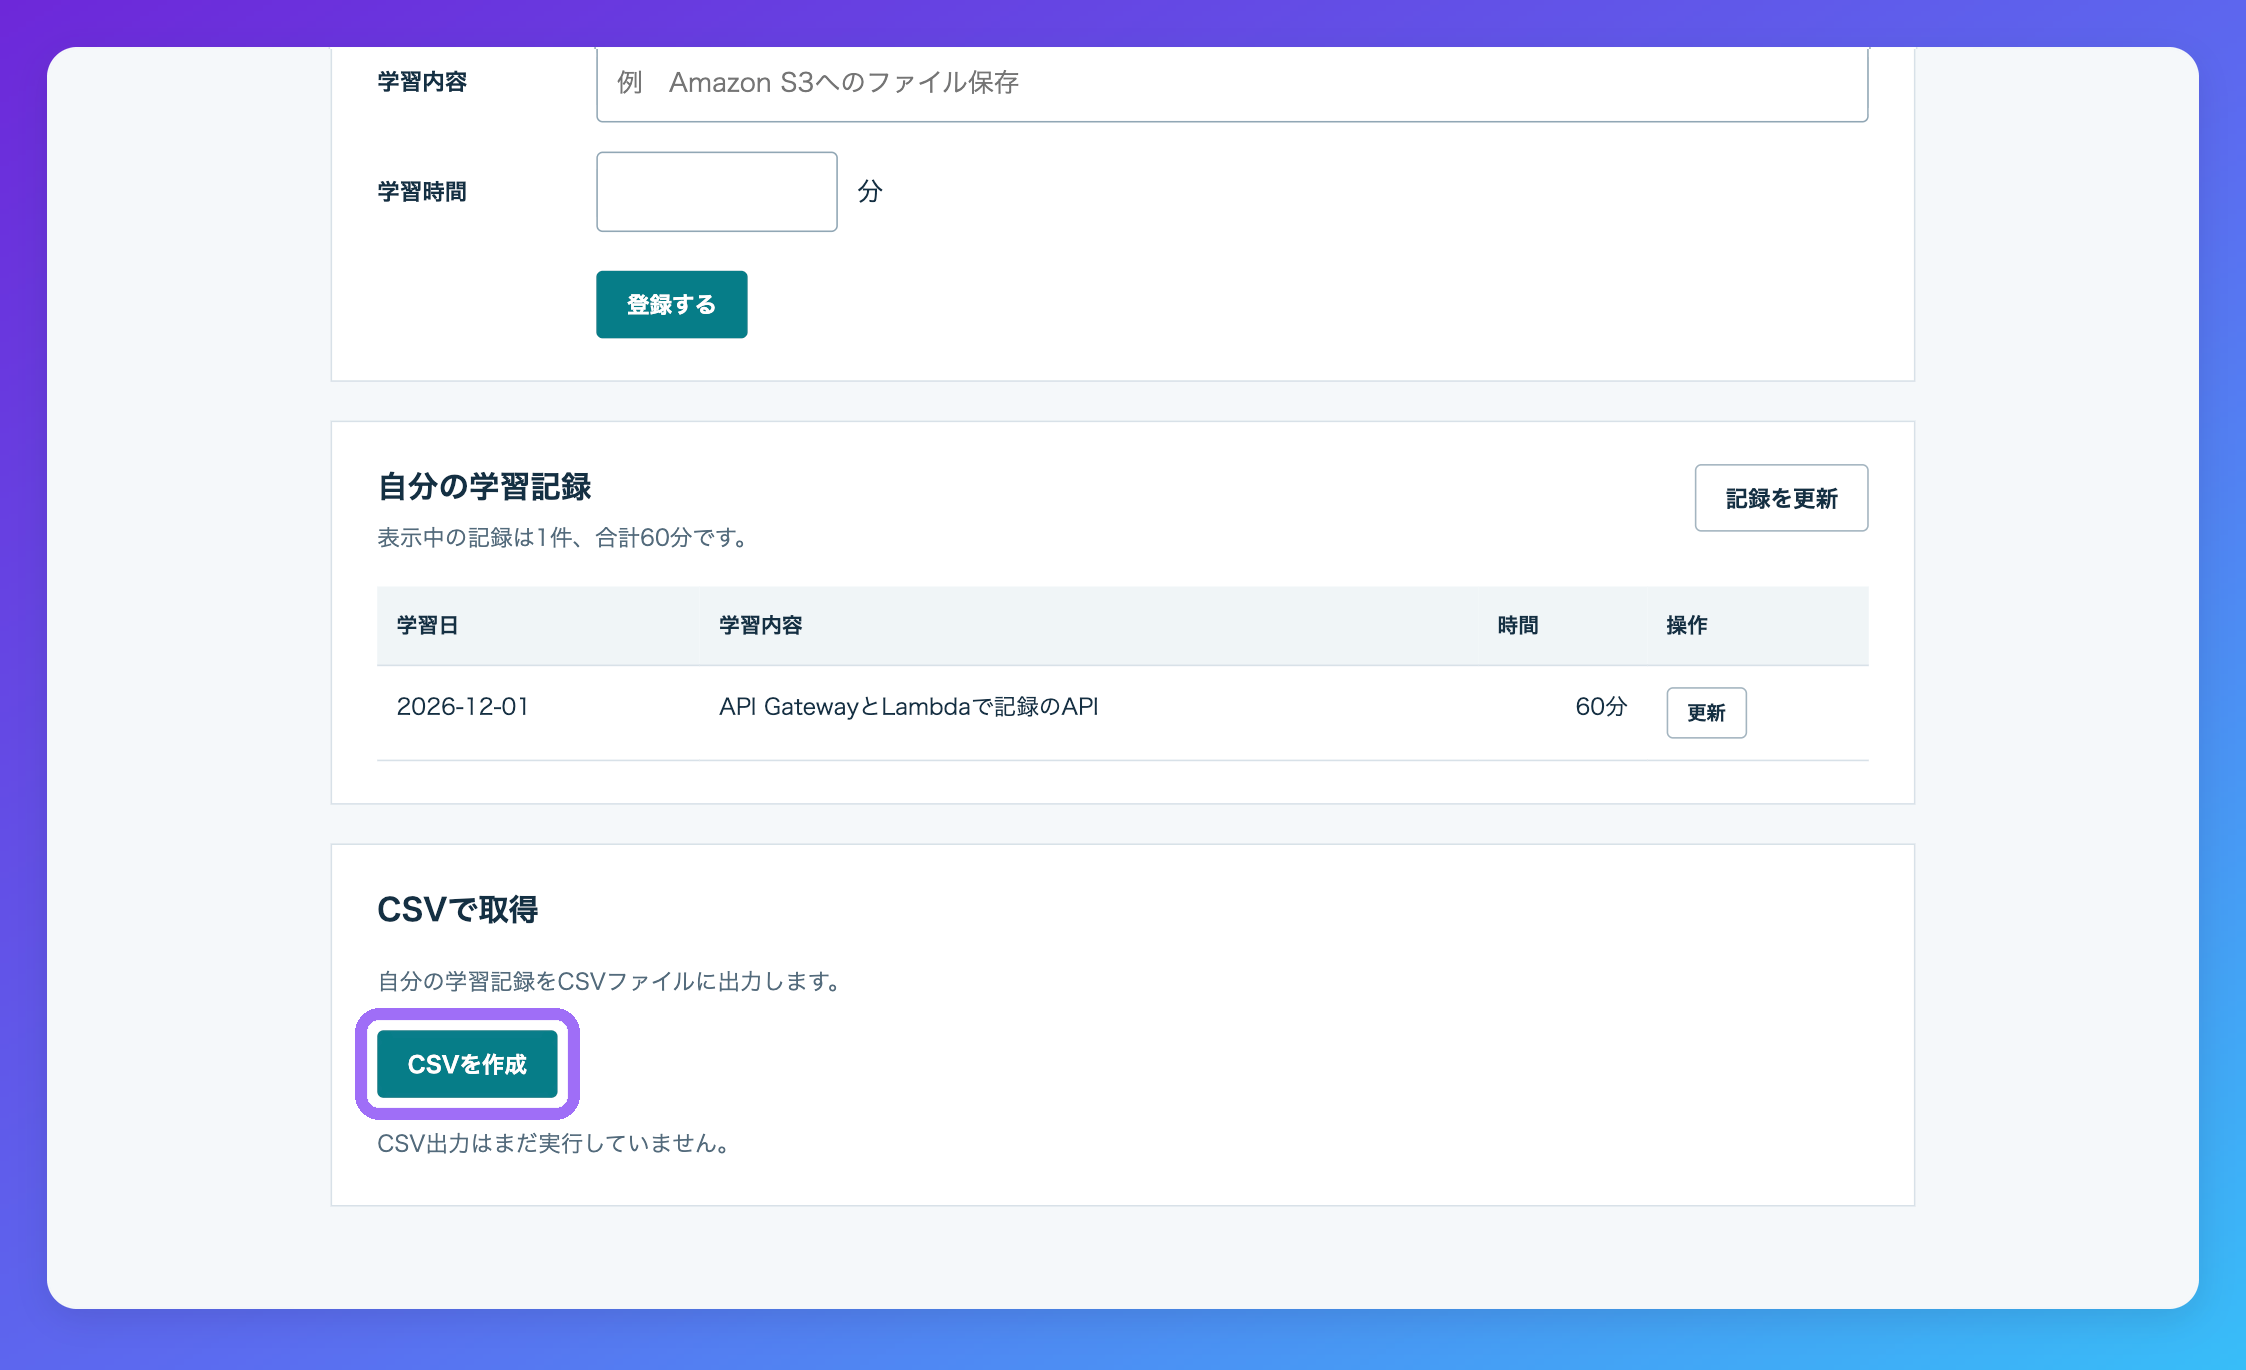 学習内容
例　Amazon S3へのファイル保存
学習時間
分
登録する
自分の学習記録
記録を更新
表示中の記録は1件、合計60分です。
学習日 学習内容 時間 操作
2026-12-01 API GatewayとLambdaで記録のAPI 60分 更新
CSVで取得
自分の学習記録をCSVファイルに出力します。
CSVを作成
CSV出力はまだ実行していません。